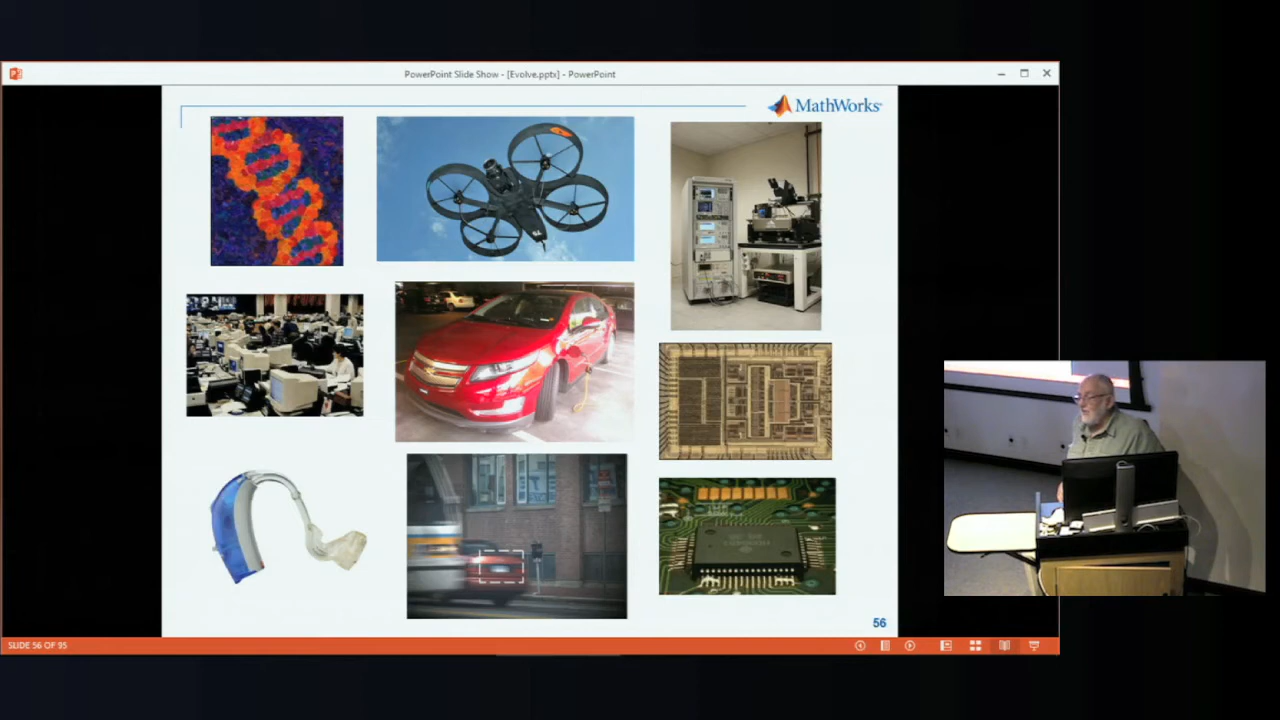 PowerPoint Slide Show - [Evolve.pptx] - PowerPoint
MathWorks
56
SLIDE 56 OF 95